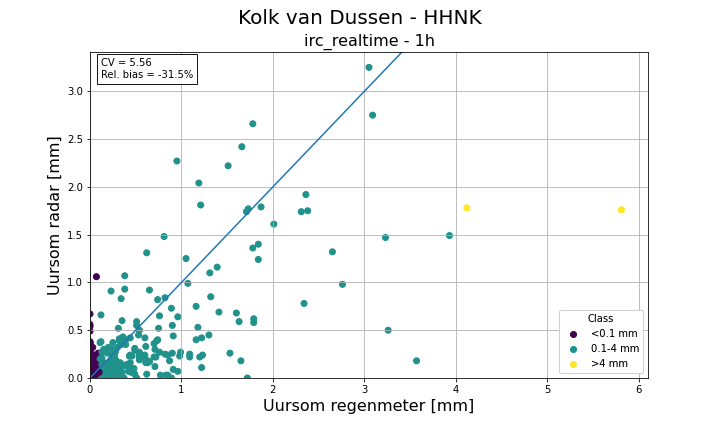 Kolk van Dussen - HHNK
irc_realtime - 1h
CV = 5.56
Rel. bias = -31.5%
Uursom radar [mm]
3.0
2.5
2.0
1.5
1.0
0.5
0.0
0
1
2
3
4
5
6
Class
<0.1 mm
0.1-4 mm
>4 mm
Uursom regenmeter [mm]